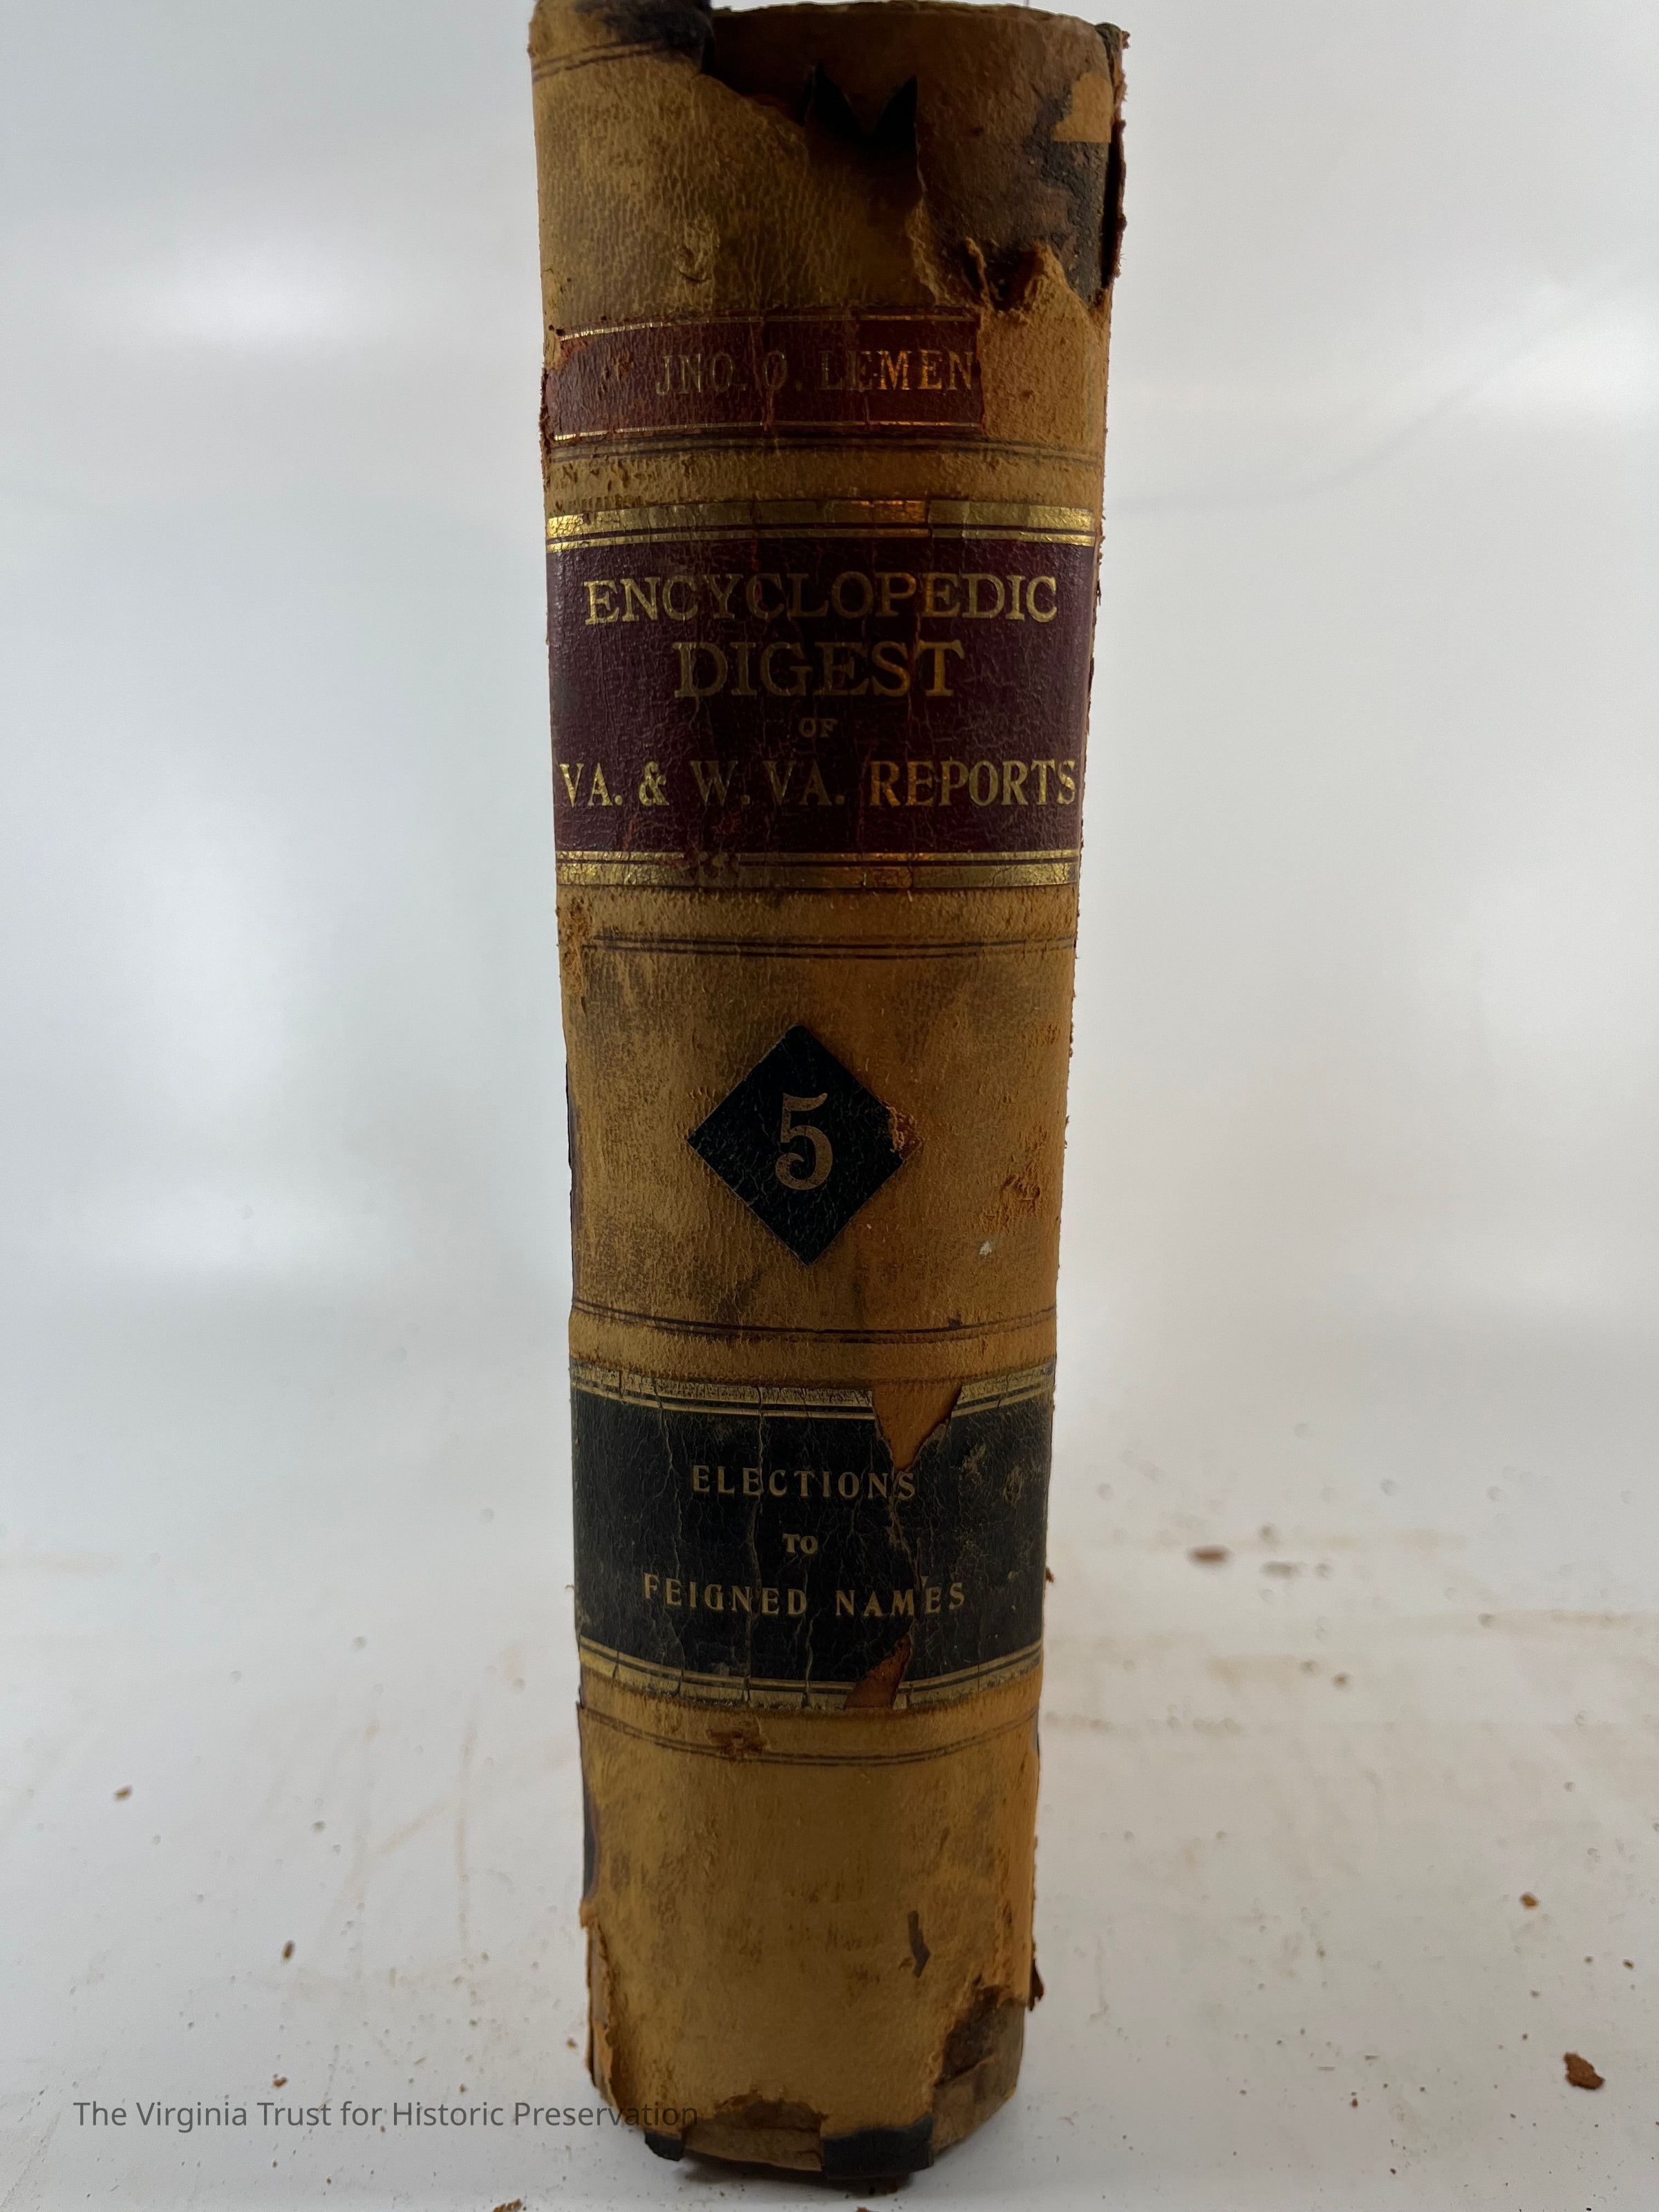 JNO. G. LEMEN
ENCYCLOPEDIC
DIGEST
OF
VA. & W. VA. REPORTS
5
ELECTIONS
TO
FEIGNED NAMES
The Virginia Trust for Historic Preservation